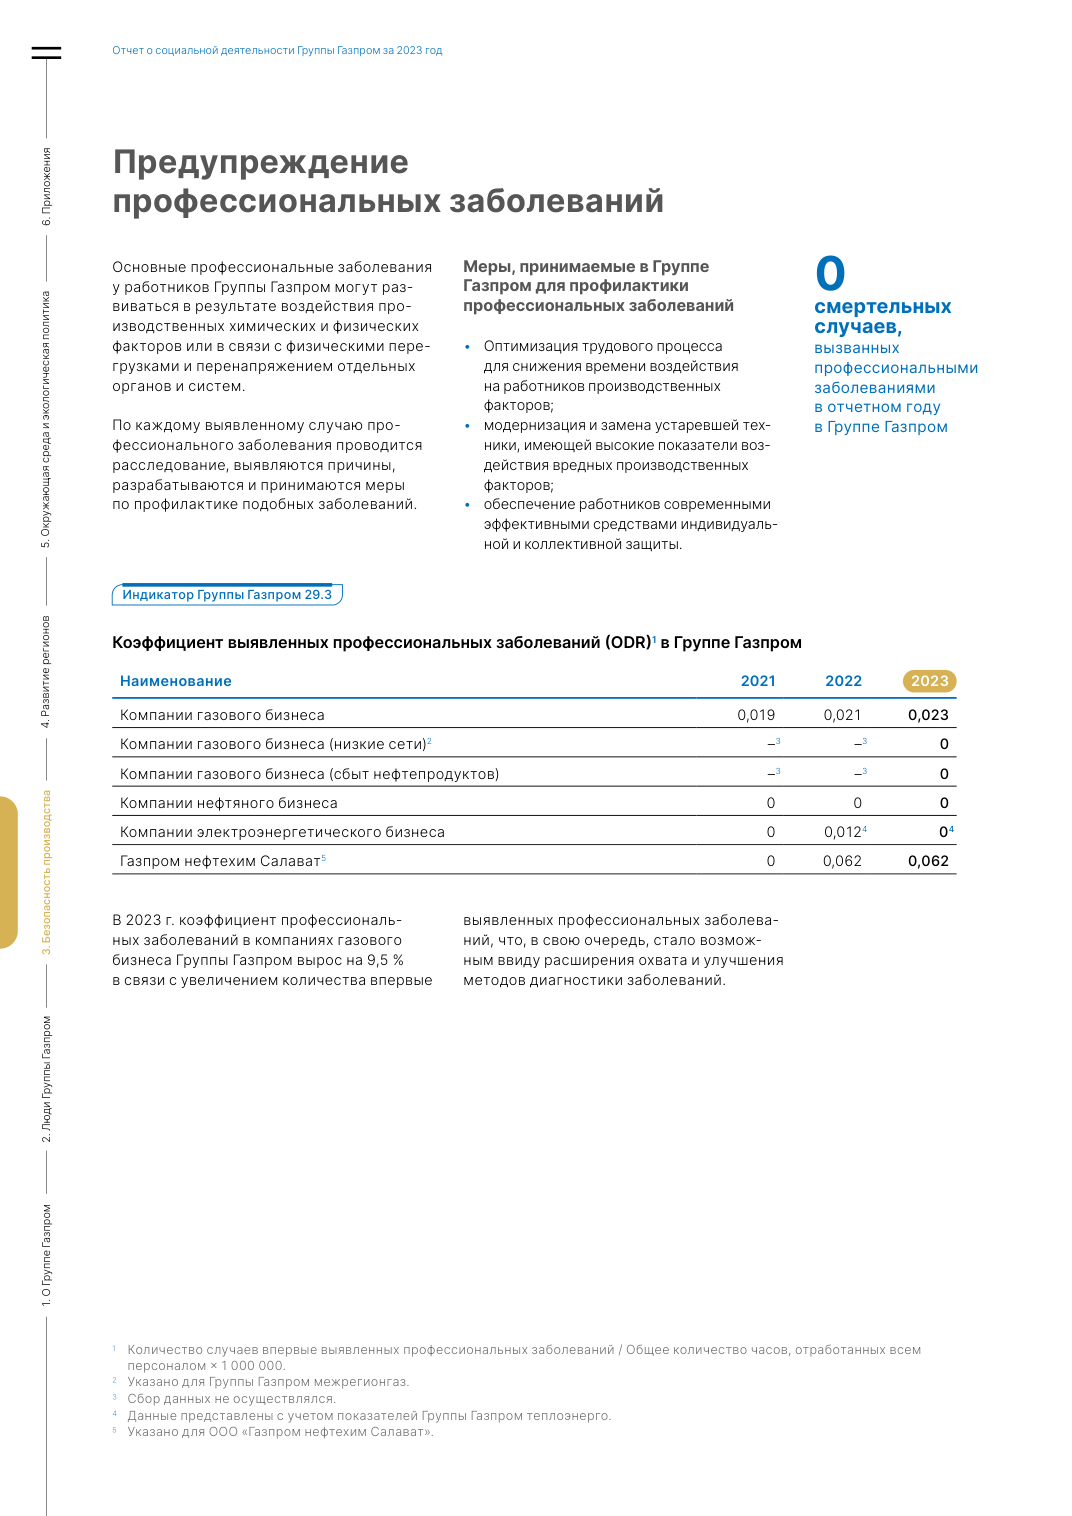 Отчет о социальной деятельности Группы Газпром за 2023 год
Предупреждение
профессиональных заболеваний
Основные профессиональные заболевания
у работников Группы Газпром могут раз-
виваться в результате воздействия про-
изводственных химических и физических
факторов или в связи с физическими пере-
грузками и перенапряжением отдельных
органов и систем.
По каждому выявленному случаю про-
фессионального заболевания проводится
расследование, выявляются причины,
разрабатываются и принимаются меры
по профилактике подобных заболеваний.
Меры, принимаемые в Группе
Газпром для профилактики
профессиональных заболеваний
• Оптимизация трудового процесса
для снижения времени воздействия
на работников производственных
факторов;
• модернизация и замена устаревшей тех-
ники, имеющей высокие показатели воз-
действия вредных производственных
факторов;
• обеспечение работников современными
эффективными средствами индивидуаль-
ной и коллективной защиты.
0
смертельных
случаев,
вызванных
профессиональными
заболеваниями
в отчетном году
в Группе Газпром
Индикатор Группы Газпром 29.3
Коэффициент выявленных профессиональных заболеваний (ODR)¹ в Группе Газпром
Наименование 2021 2022 2023
Компании газового бизнеса 0,019 0,021 0,023
Компании газового бизнеса (низкие сети)² –³ –³ 0
Компании газового бизнеса (сбыт нефтепродуктов) –³ –³ 0
Компании нефтяного бизнеса 0 0 0
Компании электроэнергетического бизнеса 0 0,012⁴ 0⁴
Газпром нефтехим Салават⁵ 0 0,062 0,062
В 2023 г. коэффициент профессиональ-
ных заболеваний в компаниях газового
бизнеса Группы Газпром вырос на 9,5 %
в связи с увеличением количества впервые
выявленных профессиональных заболева-
ний, что, в свою очередь, стало возмож-
ным ввиду расширения охвата и улучшения
методов диагностики заболеваний.
¹ Количество случаев впервые выявленных профессиональных заболеваний / Общее количество часов, отработанных всем
персоналом × 1 000 000.
² Указано для Группы Газпром межрегионгаз.
³ Сбор данных не осуществлялся.
⁴ Данные представлены с учетом показателей Группы Газпром теплоэнерго.
⁵ Указано для ООО «Газпром нефтехим Салават».
6. Приложения
5. Окружающая среда и экологическая политика
4. Развитие регионов
3. Безопасность производства
2. Люди Группы Газпром
1. О Группе Газпром